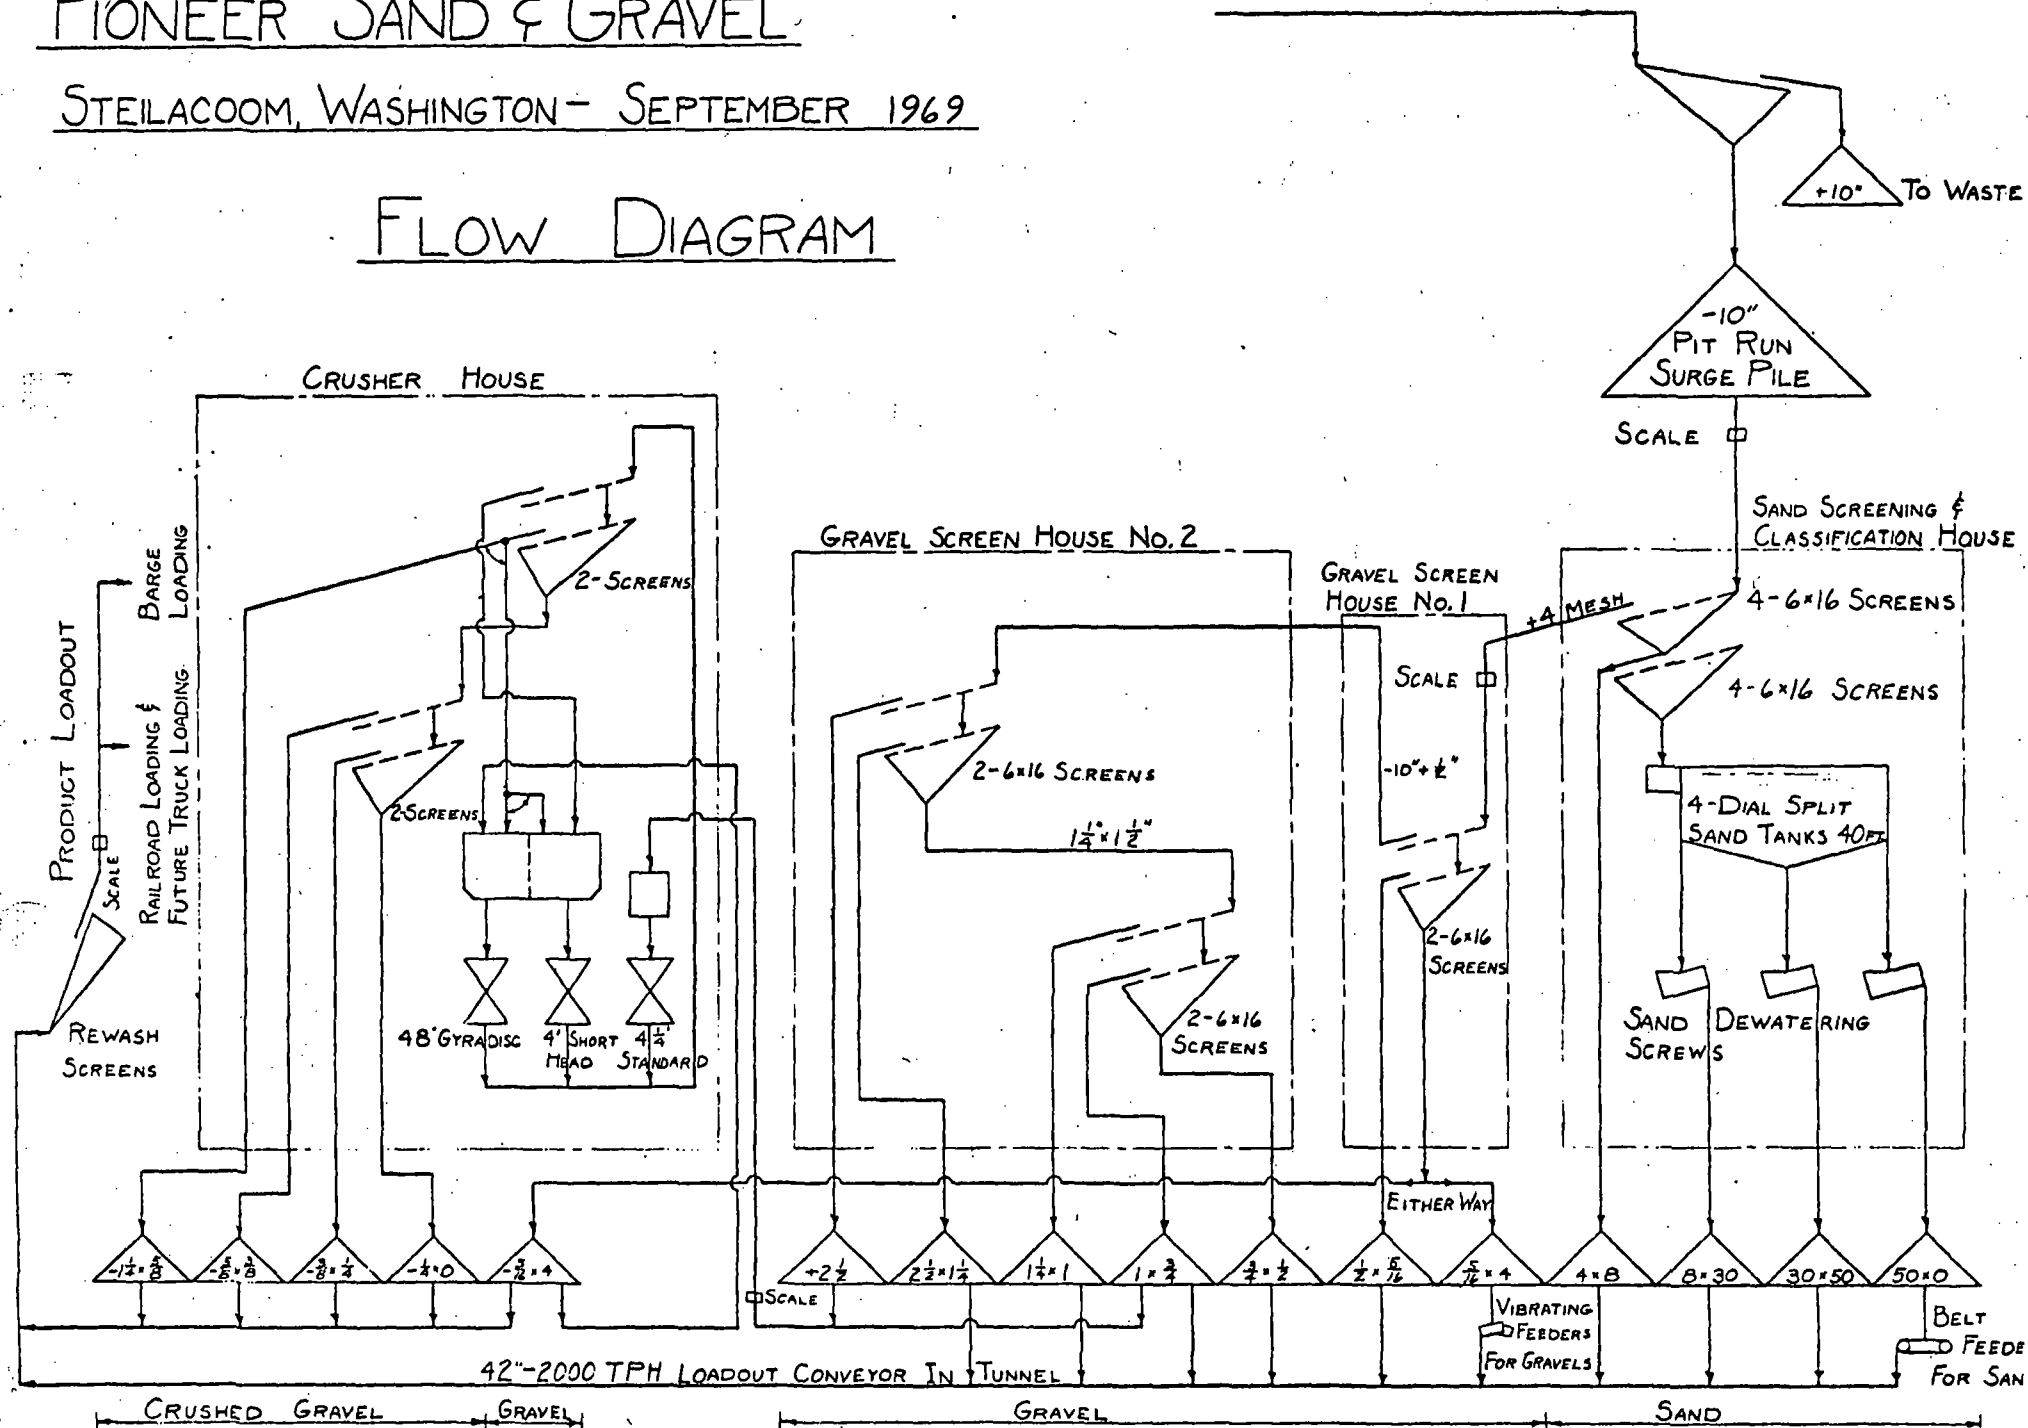 PIONEER SAND & GRAVEL
STEILACOOM, WASHINGTON - SEPTEMBER 1969
FLOW DIAGRAM
+10"
TO WASTE
-10"
PIT RUN
SURGE PILE
SCALE
SAND SCREENING &
CLASSIFICATION HOUSE
4-6×16 SCREENS
+4 MESH
4-6×16 SCREENS
4-DIAL SPLIT
SAND TANKS 40FT.
SAND DEWATERING
SCREWS
GRAVEL SCREEN
HOUSE No. 1
SCALE
-10"+½"
2-6×16
SCREENS
EITHER WAY
GRAVEL SCREEN HOUSE No. 2
2-6×16 SCREENS
1¼"×1½"
2-6×16
SCREENS
CRUSHER HOUSE
2-SCREENS
2-SCREENS
48" GYRADISC
4' SHORT
HEAD
4¼'
STANDARD
PRODUCT LOADOUT
BARGE
LOADING
RAILROAD LOADING &
FUTURE TRUCK LOADING
SCALE
REWASH
SCREENS
-1¼×⅝
-⅝×⅜
-⅜×¼
-¼×0
+2½
2½×1¼
1¼×1
1×¾
¾×½
½×5/16
5/16×4
4×8
8×30
30×50
50×0
SCALE
VIBRATING
FEEDERS
FOR GRAVELS
BELT
FEEDE
FOR SAN
42"-2000 TPH LOADOUT CONVEYOR IN TUNNEL
CRUSHED GRAVEL
GRAVEL
GRAVEL
SAND